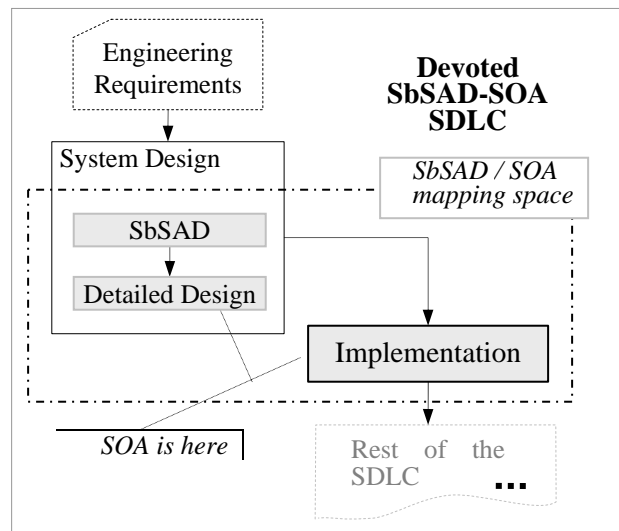 Engineering
Requirements
Devoted
SbSAD-SOA
SDLC
System Design
SbSAD / SOA
mapping space
SbSAD
Detailed Design
Implementation
SOA is here
Rest of the
SDLC ...